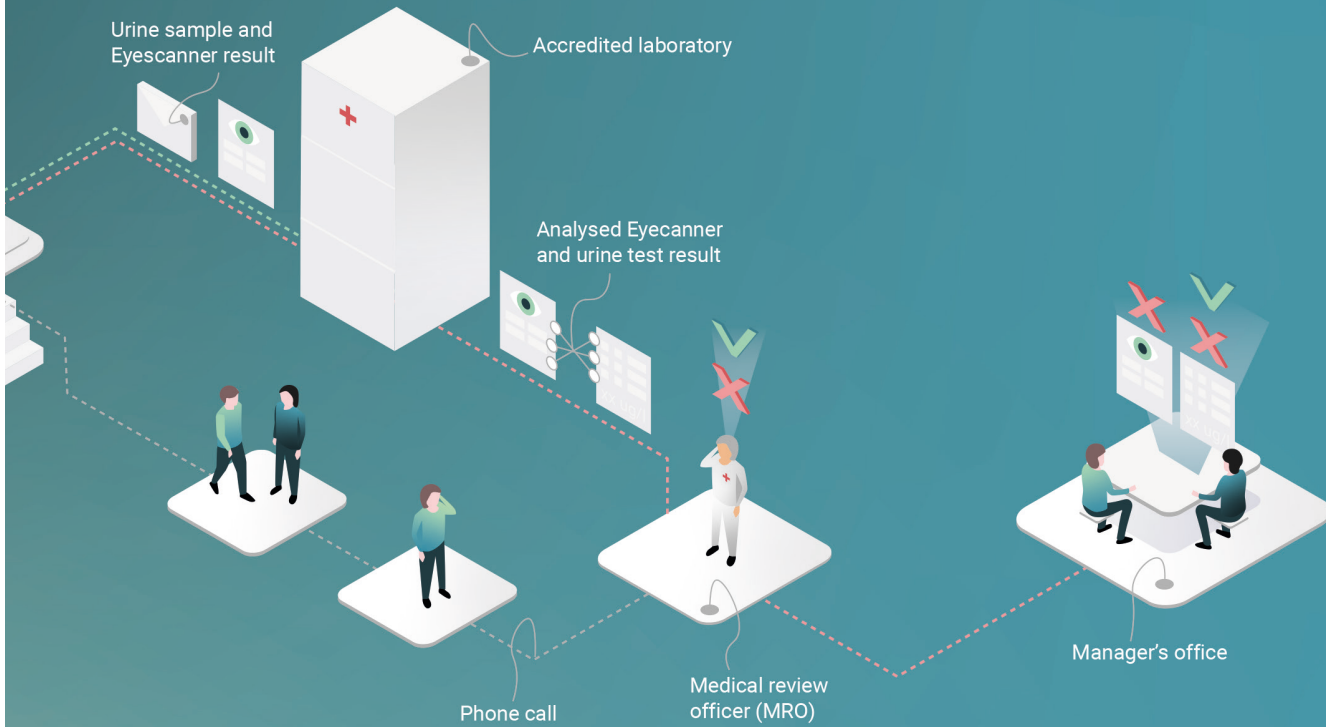 Urine sample and
Eyescanner result
Accredited laboratory
Analysed Eyecanner
and urine test result
Manager's office
Medical review
officer (MRO)
Phone call